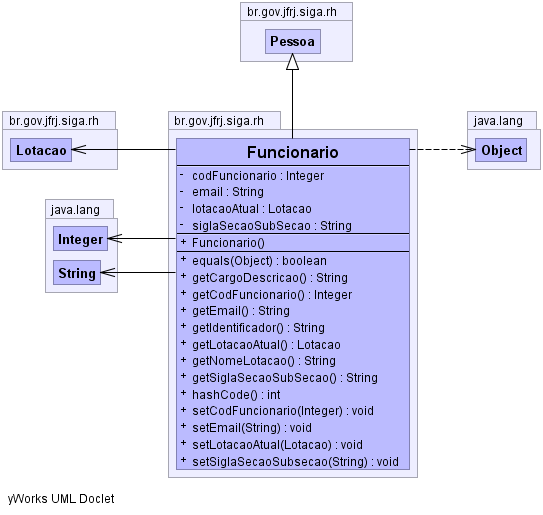 br.gov.jfrj.siga.rh
Pessoa
br.gov.jfrj.siga.rh
Lotacao
br.gov.jfrj.siga.rh
java.lang
Object
Funcionario
- codFuncionario : Integer
- email : String
- lotacaoAtual : Lotacao
- siglaSecaoSubSecao : String
+ Funcionario()
+ equals(Object) : boolean
+ getCargoDescricao() : String
+ getCodFuncionario() : Integer
+ getEmail() : String
+ getIdentificador() : String
+ getLotacaoAtual() : Lotacao
+ getNomeLotacao() : String
+ getSiglaSecaoSubSecao() : String
+ hashCode() : int
+ setCodFuncionario(Integer) : void
+ setEmail(String) : void
+ setLotacaoAtual(Lotacao) : void
+ setSiglaSecaoSubsecao(String) : void
java.lang
Integer
String
yWorks UML Doclet